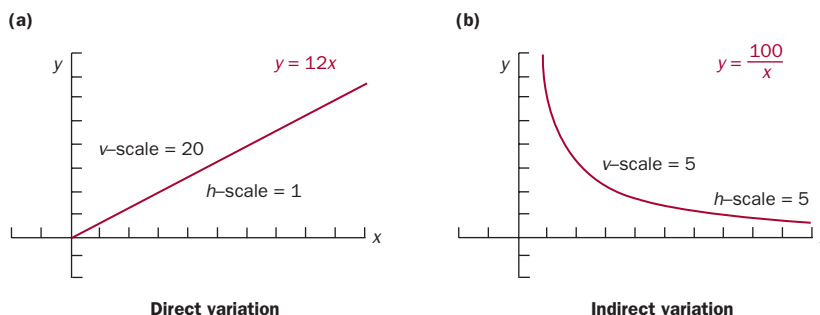 (a)
y
y = 12x
v–scale = 20
h–scale = 1
x
Direct variation
(b)
y
y = 100/x
v–scale = 5
h–scale = 5
Indirect variation